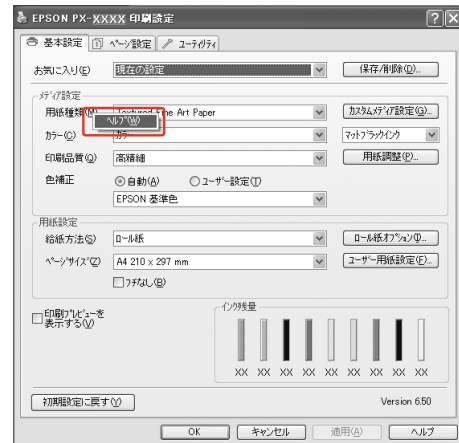 EPSON PX-XXXX 印刷設定
基本設定 ページ設定 ユーティリティ
お気に入り(E) 現在の設定 保存/削除(D)...
メディア設定
用紙種類(M) Textured Fine Art Paper カスタムメディア設定(G)...
ヘルプ(W)
カラー(C) カラー マットブラックインク
印刷品質(Q) 高精細 用紙調整(P)...
色補正 自動(A) ユーザー設定(T)
EPSON 基準色
用紙設定
給紙方法(S) ロール紙 ロール紙オプション(I)...
ページサイズ(Z) A4 210 x 297 mm ユーザー用紙設定(F)...
フチなし(B)
印刷プレビューを
表示する(V)
インク残量
XX XX XX XX XX XX XX XX XX
初期設定に戻す(Y) Version 6.50
OK キャンセル 適用(A) ヘルプ